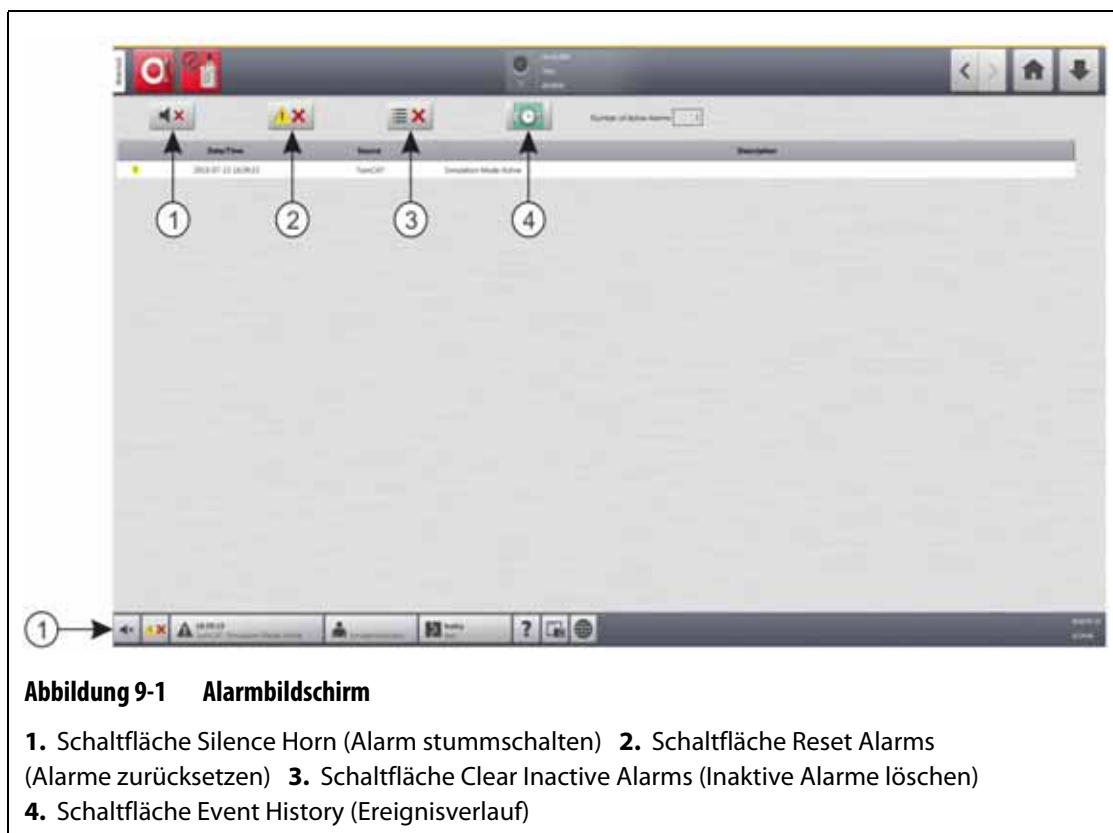 Number of Active Alarms 1
Date/Time Source Description
TomCAT Simulation Mode Active
1 2 3 4
1
?
Abbildung 9-1 Alarmbildschirm
1. Schaltfläche Silence Horn (Alarm stummschalten) 2. Schaltfläche Reset Alarms
(Alarme zurücksetzen) 3. Schaltfläche Clear Inactive Alarms (Inaktive Alarme löschen)
4. Schaltfläche Event History (Ereignisverlauf)